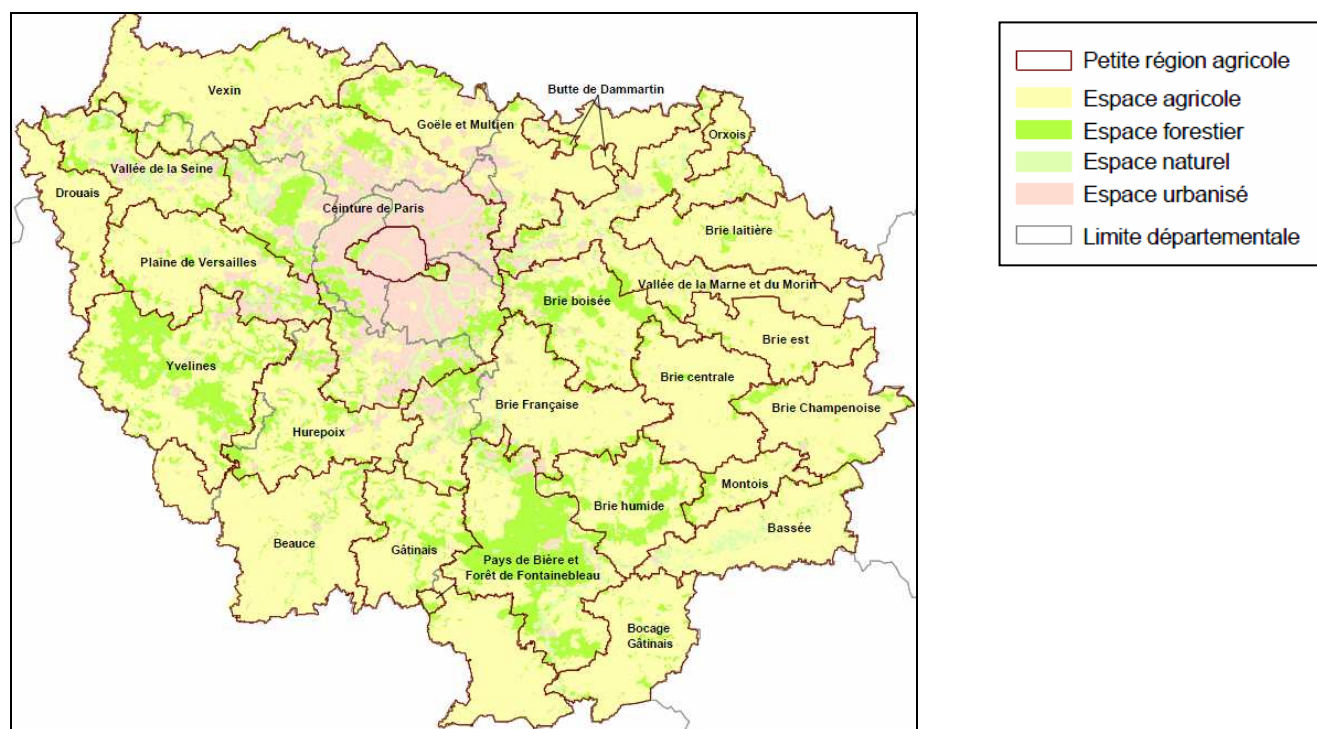 Vexin
Butte de Dammartin
Goële et Multien
Orxois
Vallée de la Seine
Drouais
Ceinture de Paris
Brie laitière
Plaine de Versailles
Vallée de la Marne et du Morin
Brie boisée
Brie est
Yvelines
Brie centrale
Brie Française
Brie Champenoise
Hurepoix
Montois
Brie humide
Bassée
Beauce
Gâtinais
Pays de Bière et
Forêt de Fontainebleau
Bocage
Gâtinais
Petite région agricole
Espace agricole
Espace forestier
Espace naturel
Espace urbanisé
Limite départementale